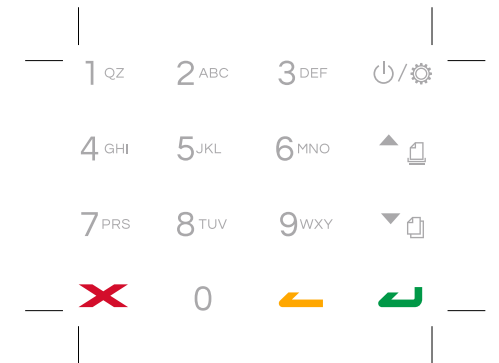 1 QZ 2 ABC 3 DEF /
4 GHI 5 JKL 6 MNO
7 PRS 8 TUV 9 WXY
0